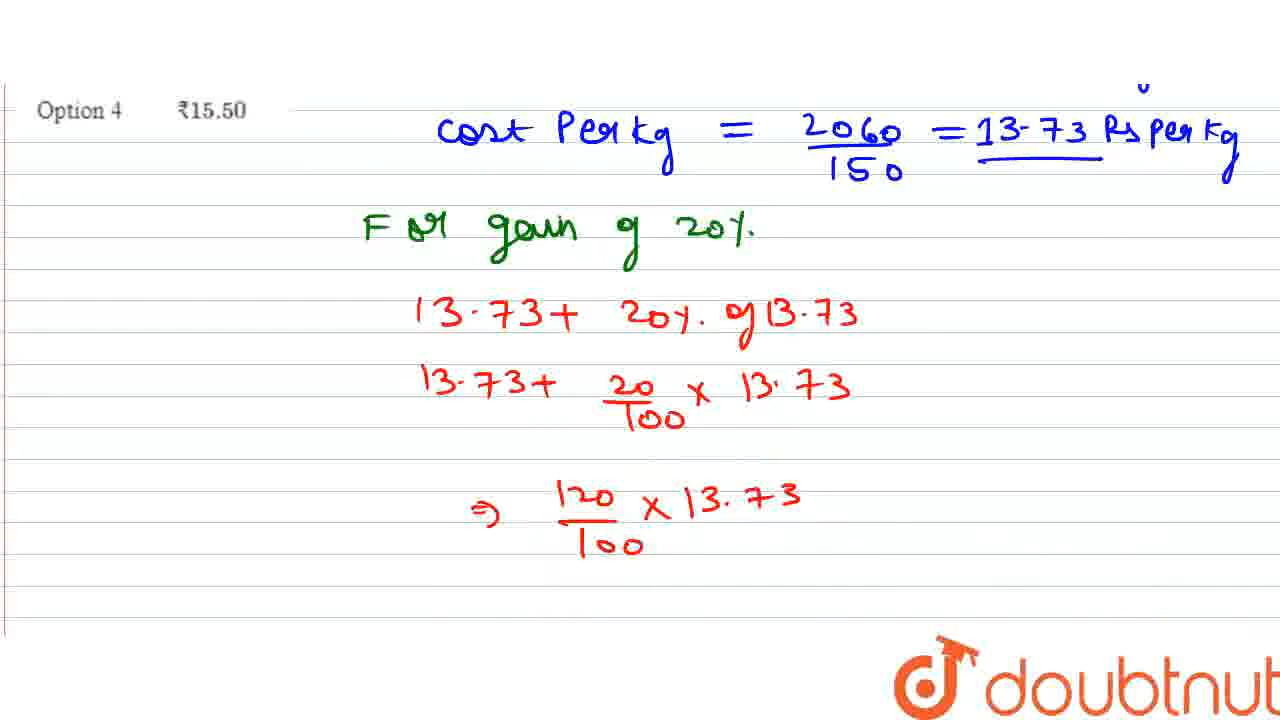 Option 4 ₹15.50
Cost Per Kg = 2060/150 = 13.73 Rs Per Kg
For gain of 20%.
13.73 + 20%. of 13.73
13.73 + 20/100 × 13.73
⇒ 120/100 × 13.73
doubtnut